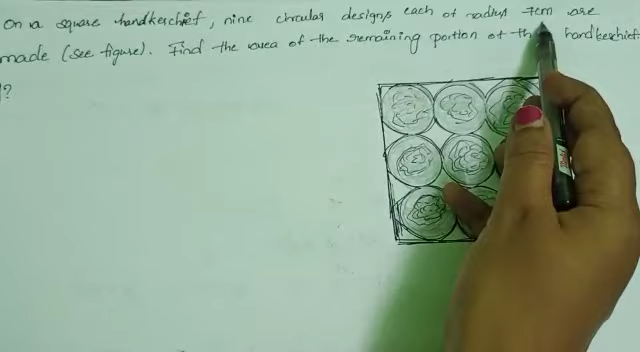 On a square handkerchief, nine circular designs each of radius 7cm are
made (see figure). Find the area of the remaining portion of the handkerchief
?